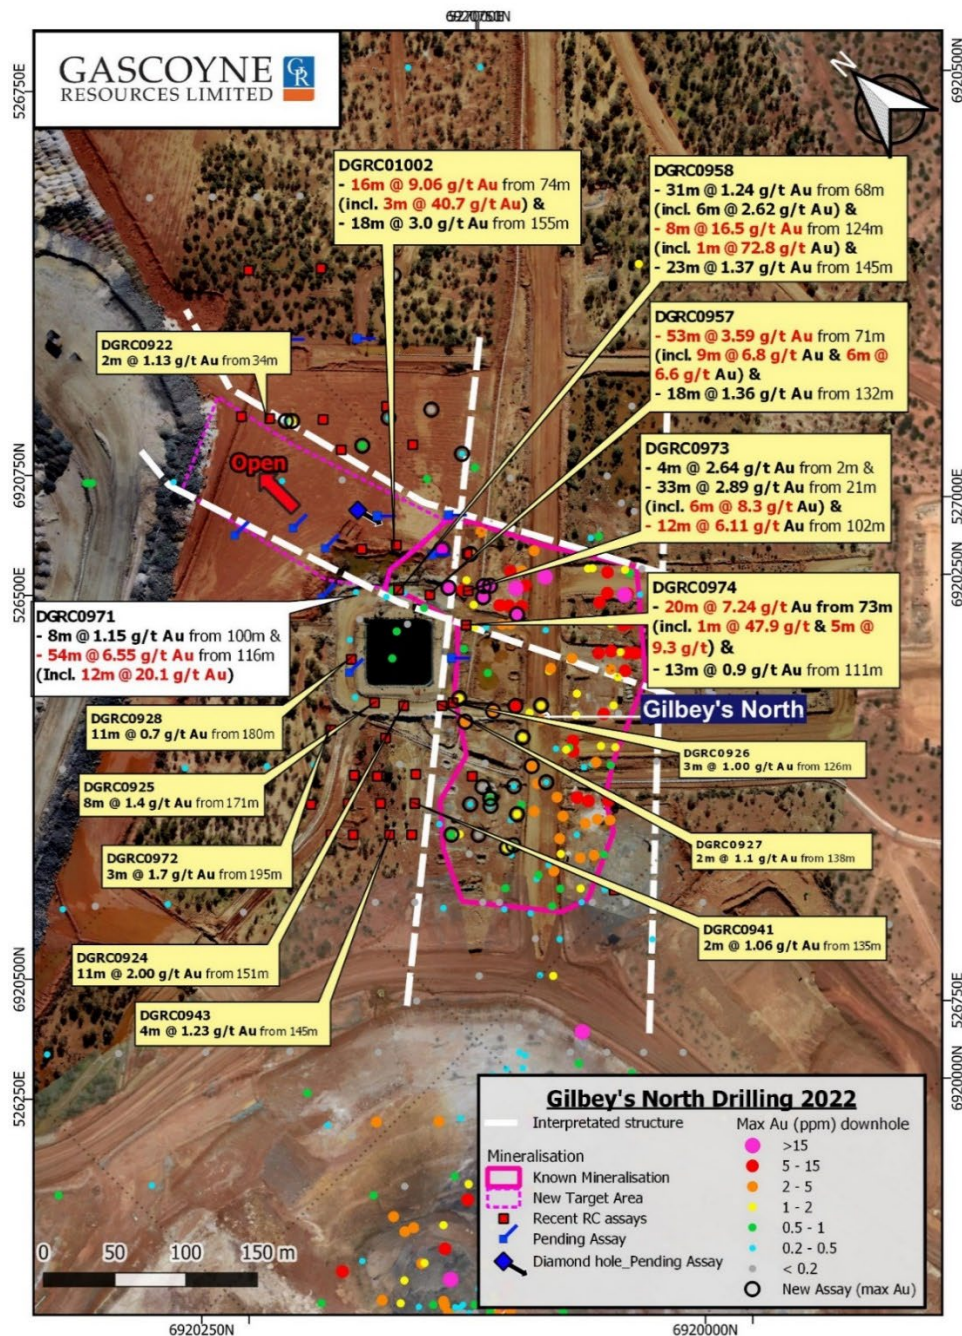 GASCOYNE
RESOURCES LIMITED
GR
N
526750E
6920500N
DGRC01002
- 16m @ 9.06 g/t Au from 74m
(incl. 3m @ 40.7 g/t Au) &
- 18m @ 3.0 g/t Au from 155m
DGRC0958
- 31m @ 1.24 g/t Au from 68m
(incl. 6m @ 2.62 g/t Au) &
- 8m @ 16.5 g/t Au from 124m
(incl. 1m @ 72.8 g/t Au) &
- 23m @ 1.37 g/t Au from 145m
DGRC0957
- 53m @ 3.59 g/t Au from 71m
(incl. 9m @ 6.8 g/t Au & 6m @
6.6 g/t Au) &
- 18m @ 1.36 g/t Au from 132m
DGRC0922
2m @ 1.13 g/t Au from 34m
DGRC0973
- 4m @ 2.64 g/t Au from 2m &
- 33m @ 2.89 g/t Au from 21m
(incl. 6m @ 8.3 g/t Au) &
- 12m @ 6.11 g/t Au from 102m
Open
6920750N
527000E
6920250N
526500E
DGRC0974
- 20m @ 7.24 g/t Au from 73m
(incl. 1m @ 47.9 g/t & 5m @
9.3 g/t) &
- 13m @ 0.9 g/t Au from 111m
DGRC0971
- 8m @ 1.15 g/t Au from 100m &
- 54m @ 6.55 g/t Au from 116m
(Incl. 12m @ 20.1 g/t Au)
Gilbey's North
DGRC0928
11m @ 0.7 g/t Au from 180m
DGRC0926
3m @ 1.00 g/t Au from 126m
DGRC0925
8m @ 1.4 g/t Au from 171m
DGRC0927
2m @ 1.1 g/t Au from 138m
DGRC0972
3m @ 1.7 g/t Au from 195m
DGRC0941
2m @ 1.06 g/t Au from 135m
DGRC0924
11m @ 2.00 g/t Au from 151m
DGRC0943
4m @ 1.23 g/t Au from 145m
6920500N
526750E
526250E
6920000N
Gilbey's North Drilling 2022
Interpretated structure
Mineralisation
Known Mineralisation
New Target Area
Recent RC assays
Pending Assay
Diamond hole_Pending Assay
Max Au (ppm) downhole
>15
5 - 15
2 - 5
1 - 2
0.5 - 1
0.2 - 0.5
< 0.2
New Assay (max Au)
0 50 100 150 m
6920250N
6920000N